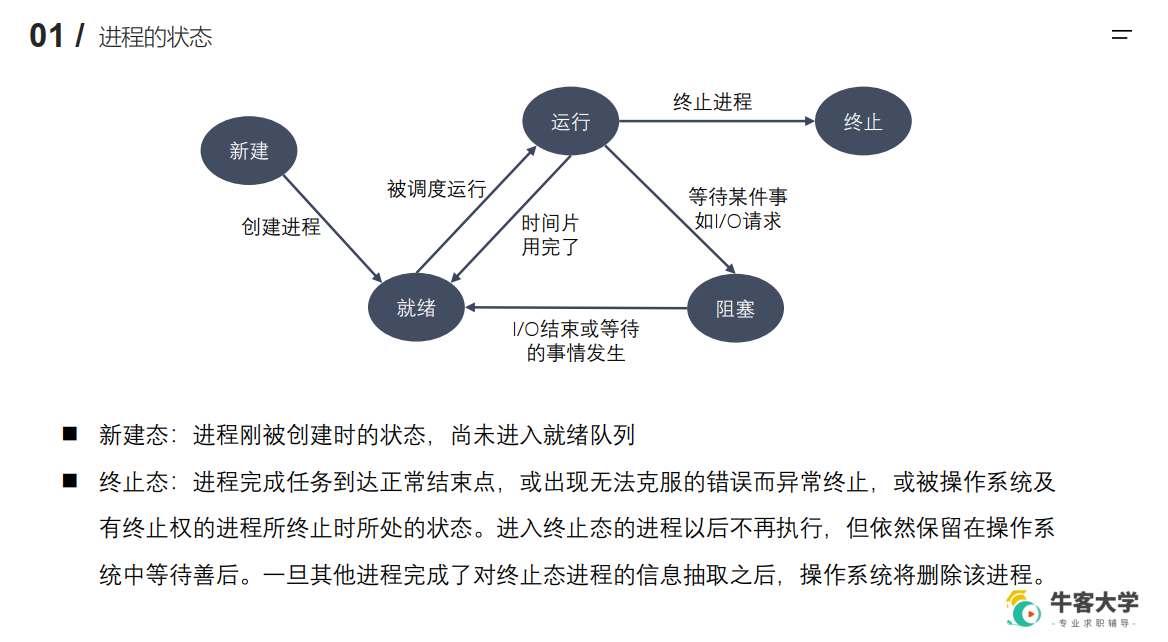 01 / 进程的状态
运行
终止进程
终止
新建
被调度运行
等待某件事
如I/O请求
创建进程
时间片
用完了
就绪
阻塞
I/O结束或等待
的事情发生
■ 新建态：进程刚被创建时的状态，尚未进入就绪队列
■ 终止态：进程完成任务到达正常结束点，或出现无法克服的错误而异常终止，或被操作系统及
有终止权的进程所终止时所处的状态。进入终止态的进程以后不再执行，但依然保留在操作系
统中等待善后。一旦其他进程完成了对终止态进程的信息抽取之后，操作系统将删除该进程。
牛客大学
·专业求职辅导·